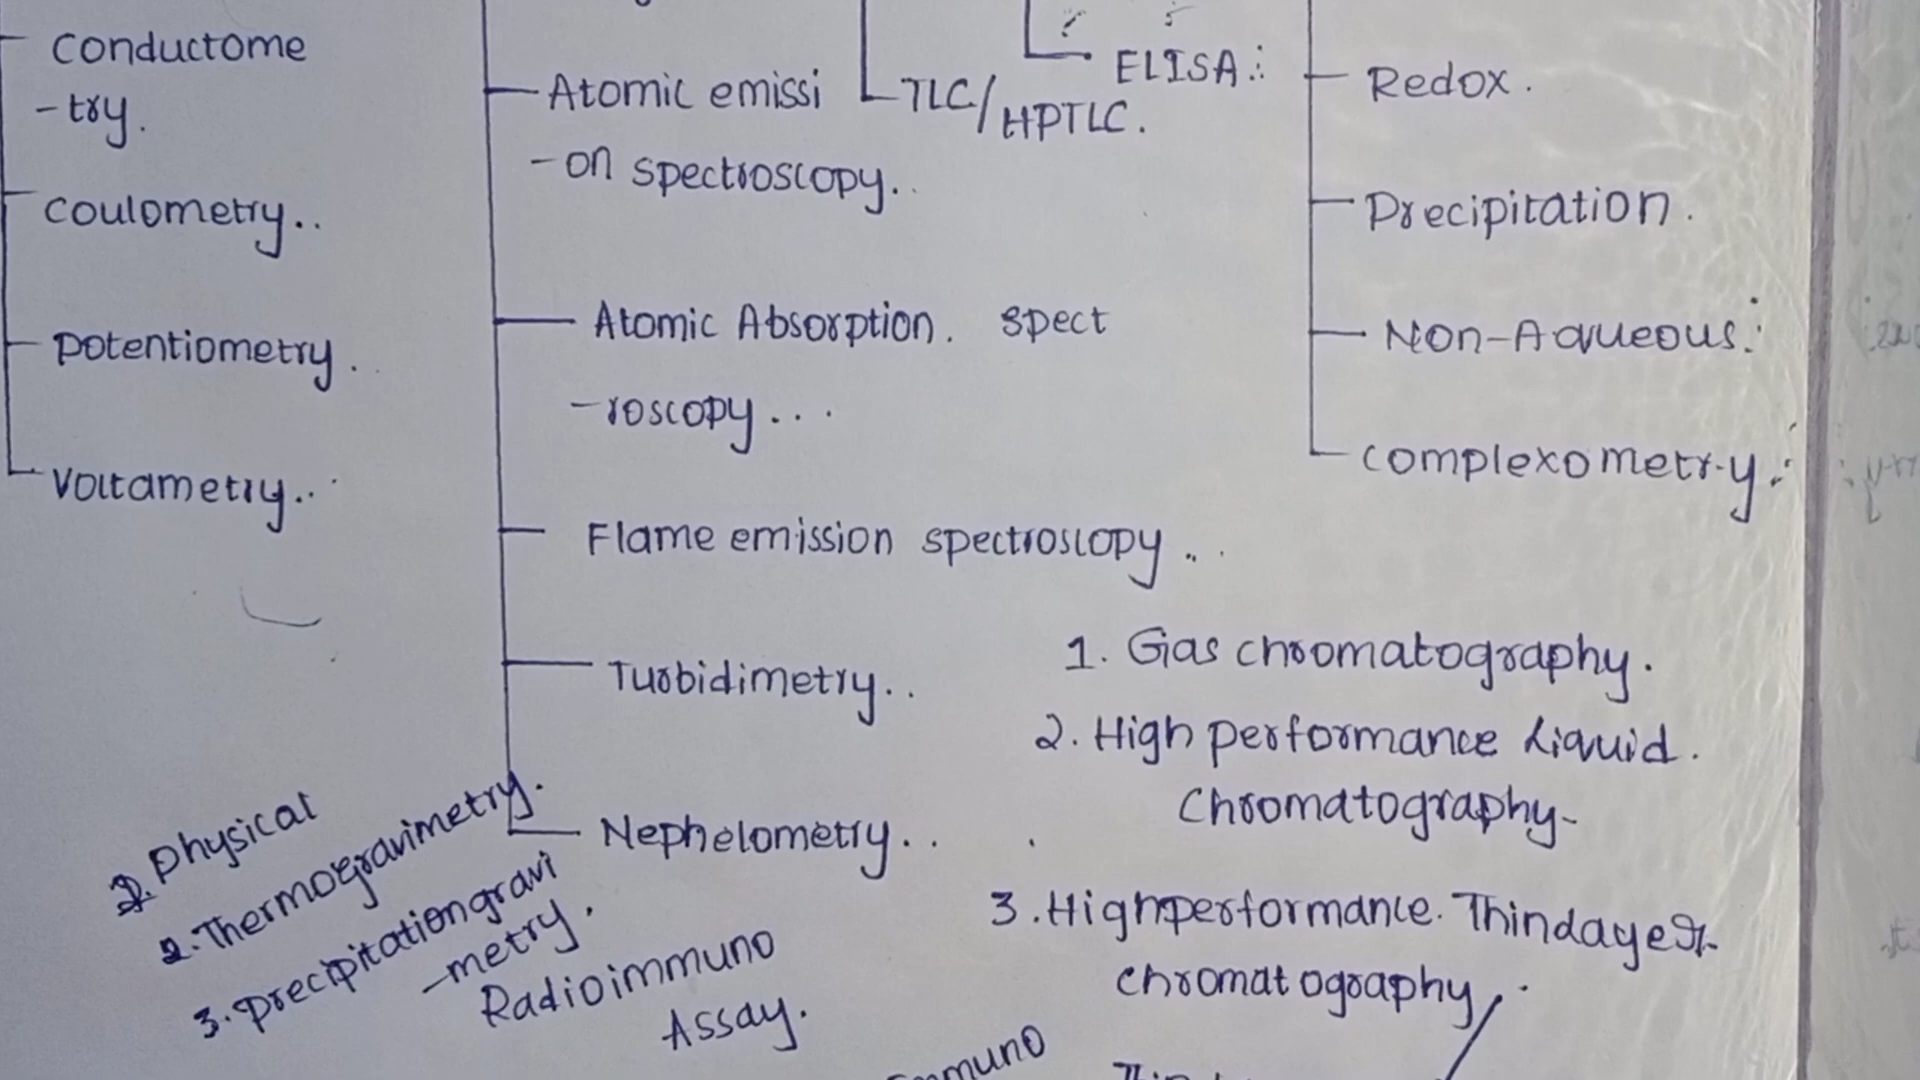 Conductome
-try.
Coulometry..
Potentiometry.
Voltametry..
Atomic emissi
-on spectroscopy..
Atomic Absorption. spect
-roscopy...
Flame emission spectroscopy..
Turbidimetry..
Nephelometry..
TLC/HPTLC.
ELISA.
Redox.
Precipitation.
Non-Aqueous.
Complexometry.
1. Gas chromatography.
2. High performance Liquid.
Chromatography-
3. Highperformance. Thin Layer
chromatography.
Physical
2. Thermogravimetry.
3. precipitationgravi
-metry.
Radioimmuno
Assay.